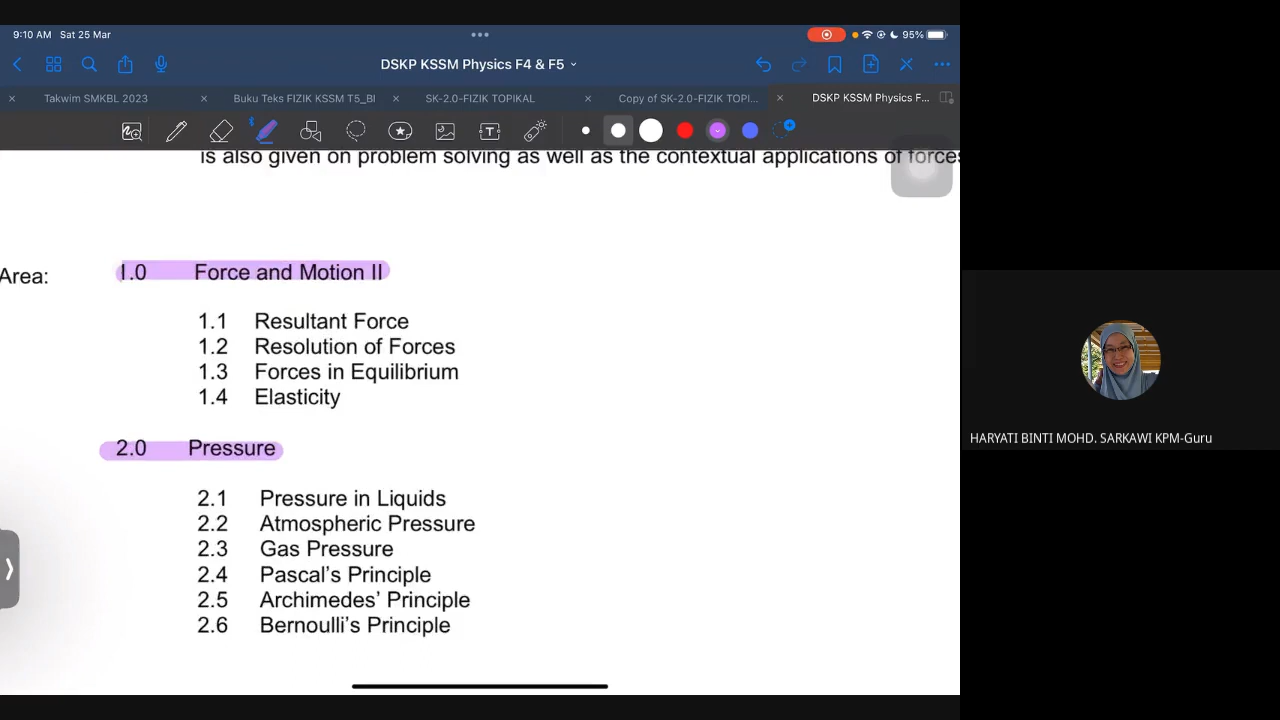 9:10 AM Sat 25 Mar
95%
DSKP KSSM Physics F4 & F5
Takwim SMKBL 2023
Buku Teks FIZIK KSSM T5_BI
SK-2.0-FIZIK TOPIKAL
Copy of SK-2.0-FIZIK TOPI...
DSKP KSSM Physics F...
is also given on problem solving as well as the contextual applications of forces
Area:
1.0 Force and Motion II
1.1 Resultant Force
1.2 Resolution of Forces
1.3 Forces in Equilibrium
1.4 Elasticity
2.0 Pressure
2.1 Pressure in Liquids
2.2 Atmospheric Pressure
2.3 Gas Pressure
2.4 Pascal’s Principle
2.5 Archimedes’ Principle
2.6 Bernoulli’s Principle
HARYATI BINTI MOHD. SARKAWI KPM-Guru